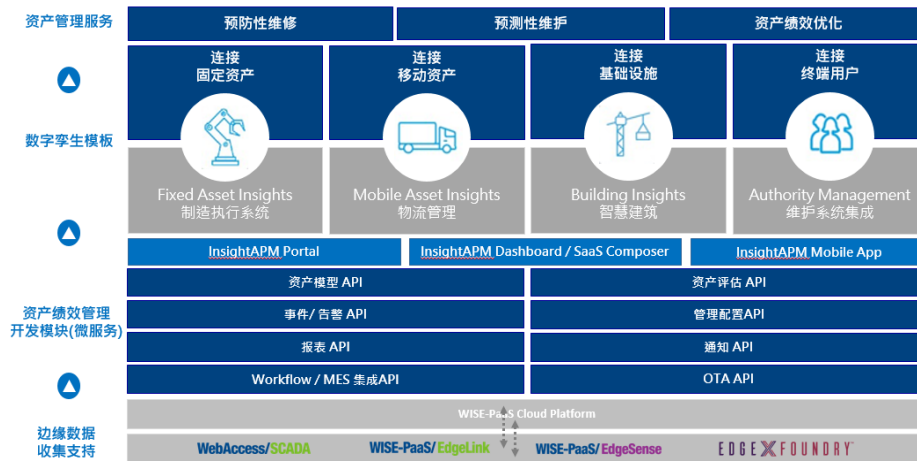 资产管理服务
预防性维修
预测性维护
资产绩效优化
连接
固定资产
连接
移动资产
连接
基础设施
连接
终端用户
数字孪生模板
Fixed Asset Insights
制造执行系统
Mobile Asset Insights
物流管理
Building Insights
智慧建筑
Authority Management
维护系统集成
InsightAPM Portal
InsightAPM Dashboard / SaaS Composer
InsightAPM Mobile App
资产绩效管理
开发模块(微服务)
资产模型 API
资产评估 API
事件/ 告警 API
管理配置API
报表 API
通知 API
Workflow / MES 集成API
OTA API
WISE-PaaS Cloud Platform
边缘数据
收集支持
WebAccess/SCADA
WISE-PaaS/EdgeLink
WISE-PaaS/EdgeSense
EDGE X FOUNDRY